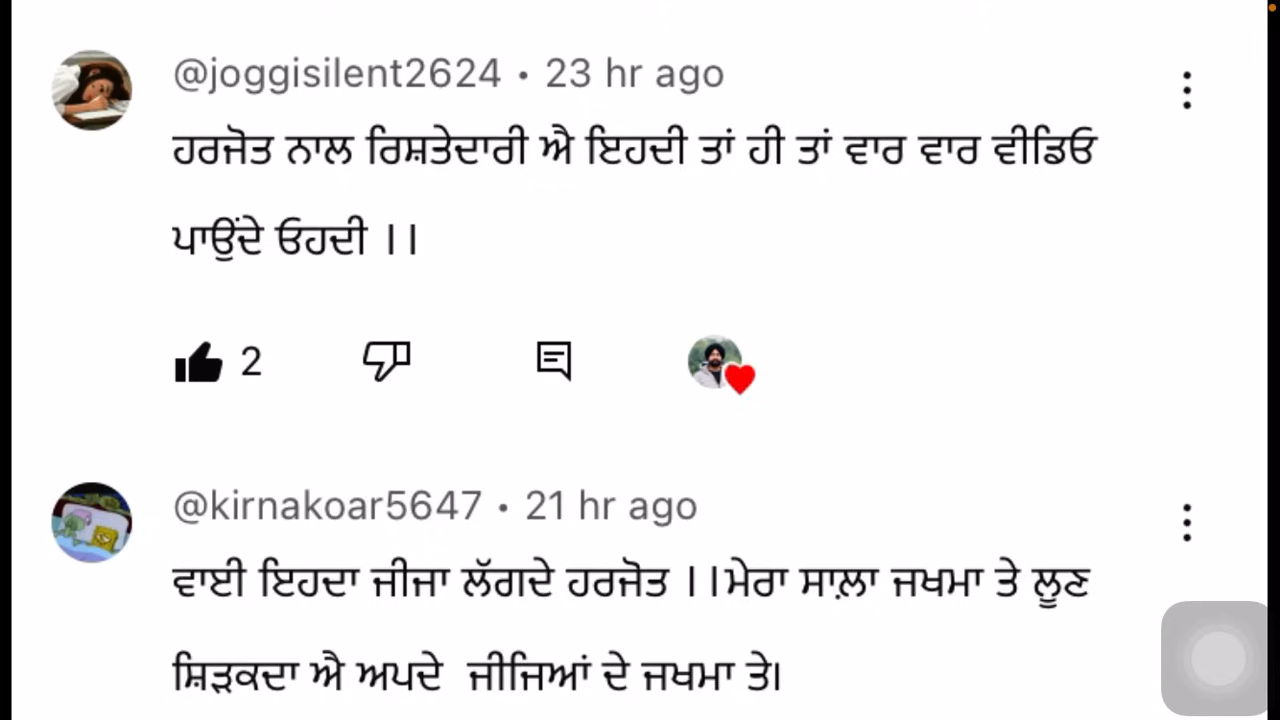 @joggisilent2624 • 23 hr ago
ਹਰਜੋਤ ਨਾਲ ਰਿਸ਼ਤੇਦਾਰੀ ਐ ਇਹਦੀ ਤਾਂ ਹੀ ਤਾਂ ਵਾਰ ਵਾਰ ਵੀਡਿਓ
ਪਾਉਂਦੇ ਓਹਦੀ ।।
2
@kirnakoar5647 • 21 hr ago
ਵਾਈ ਇਹਦਾ ਜੀਜਾ ਲੱਗਦੇ ਹਰਜੋਤ ।।ਮੇਰਾ ਸਾਲ਼ਾ ਜਖਮਾ ਤੇ ਲੂਣ
ਸ਼ਿੜਕਦਾ ਐ ਅਪਦੇ  ਜੀਜਿਆਂ ਦੇ ਜਖਮਾ ਤੇ।